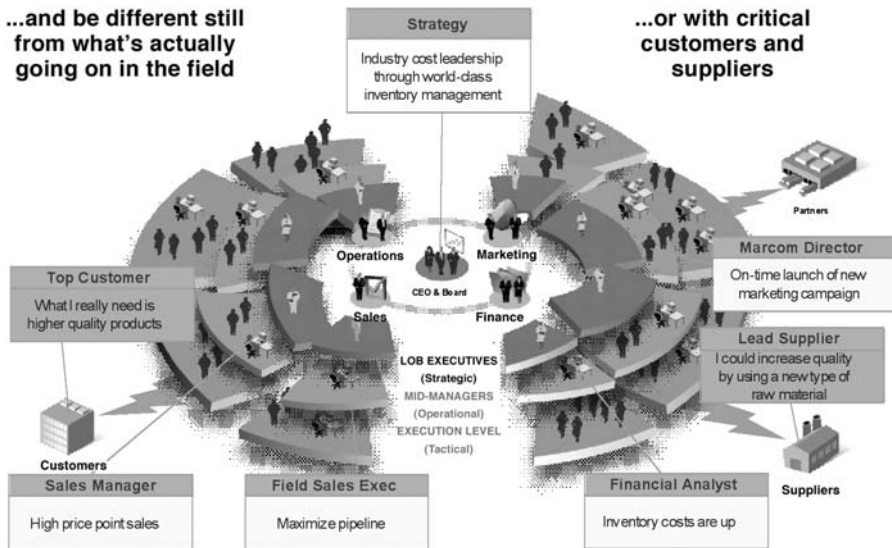 ...and be different still
from what's actually
going on in the field
Strategy
Industry cost leadership
through world-class
inventory management
...or with critical
customers and
suppliers
Partners
Operations
Marketing
CEO & Board
Sales
Finance
Top Customer
What I really need is
higher quality products
Marcom Director
On-time launch of new
marketing campaign
Lead Supplier
I could increase quality
by using a new type of
raw material
LOB EXECUTIVES
(Strategic)
MID-MANAGERS
(Operational)
EXECUTION LEVEL
(Tactical)
Customers
Suppliers
Sales Manager
High price point sales
Field Sales Exec
Maximize pipeline
Financial Analyst
Inventory costs are up